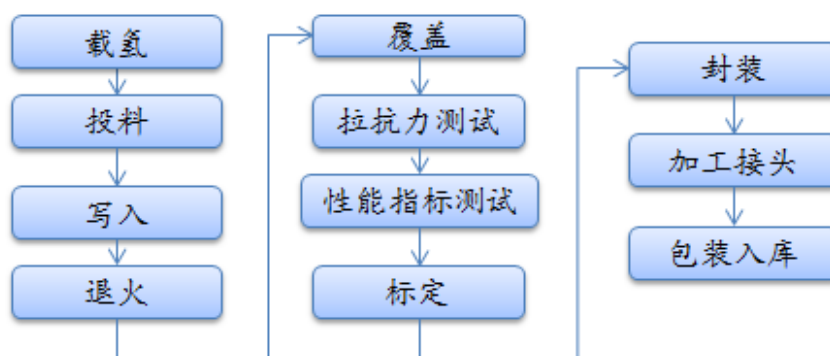 载氢
投料
写入
退火
覆盖
拉抗力测试
性能指标测试
标定
封装
加工接头
包装入库